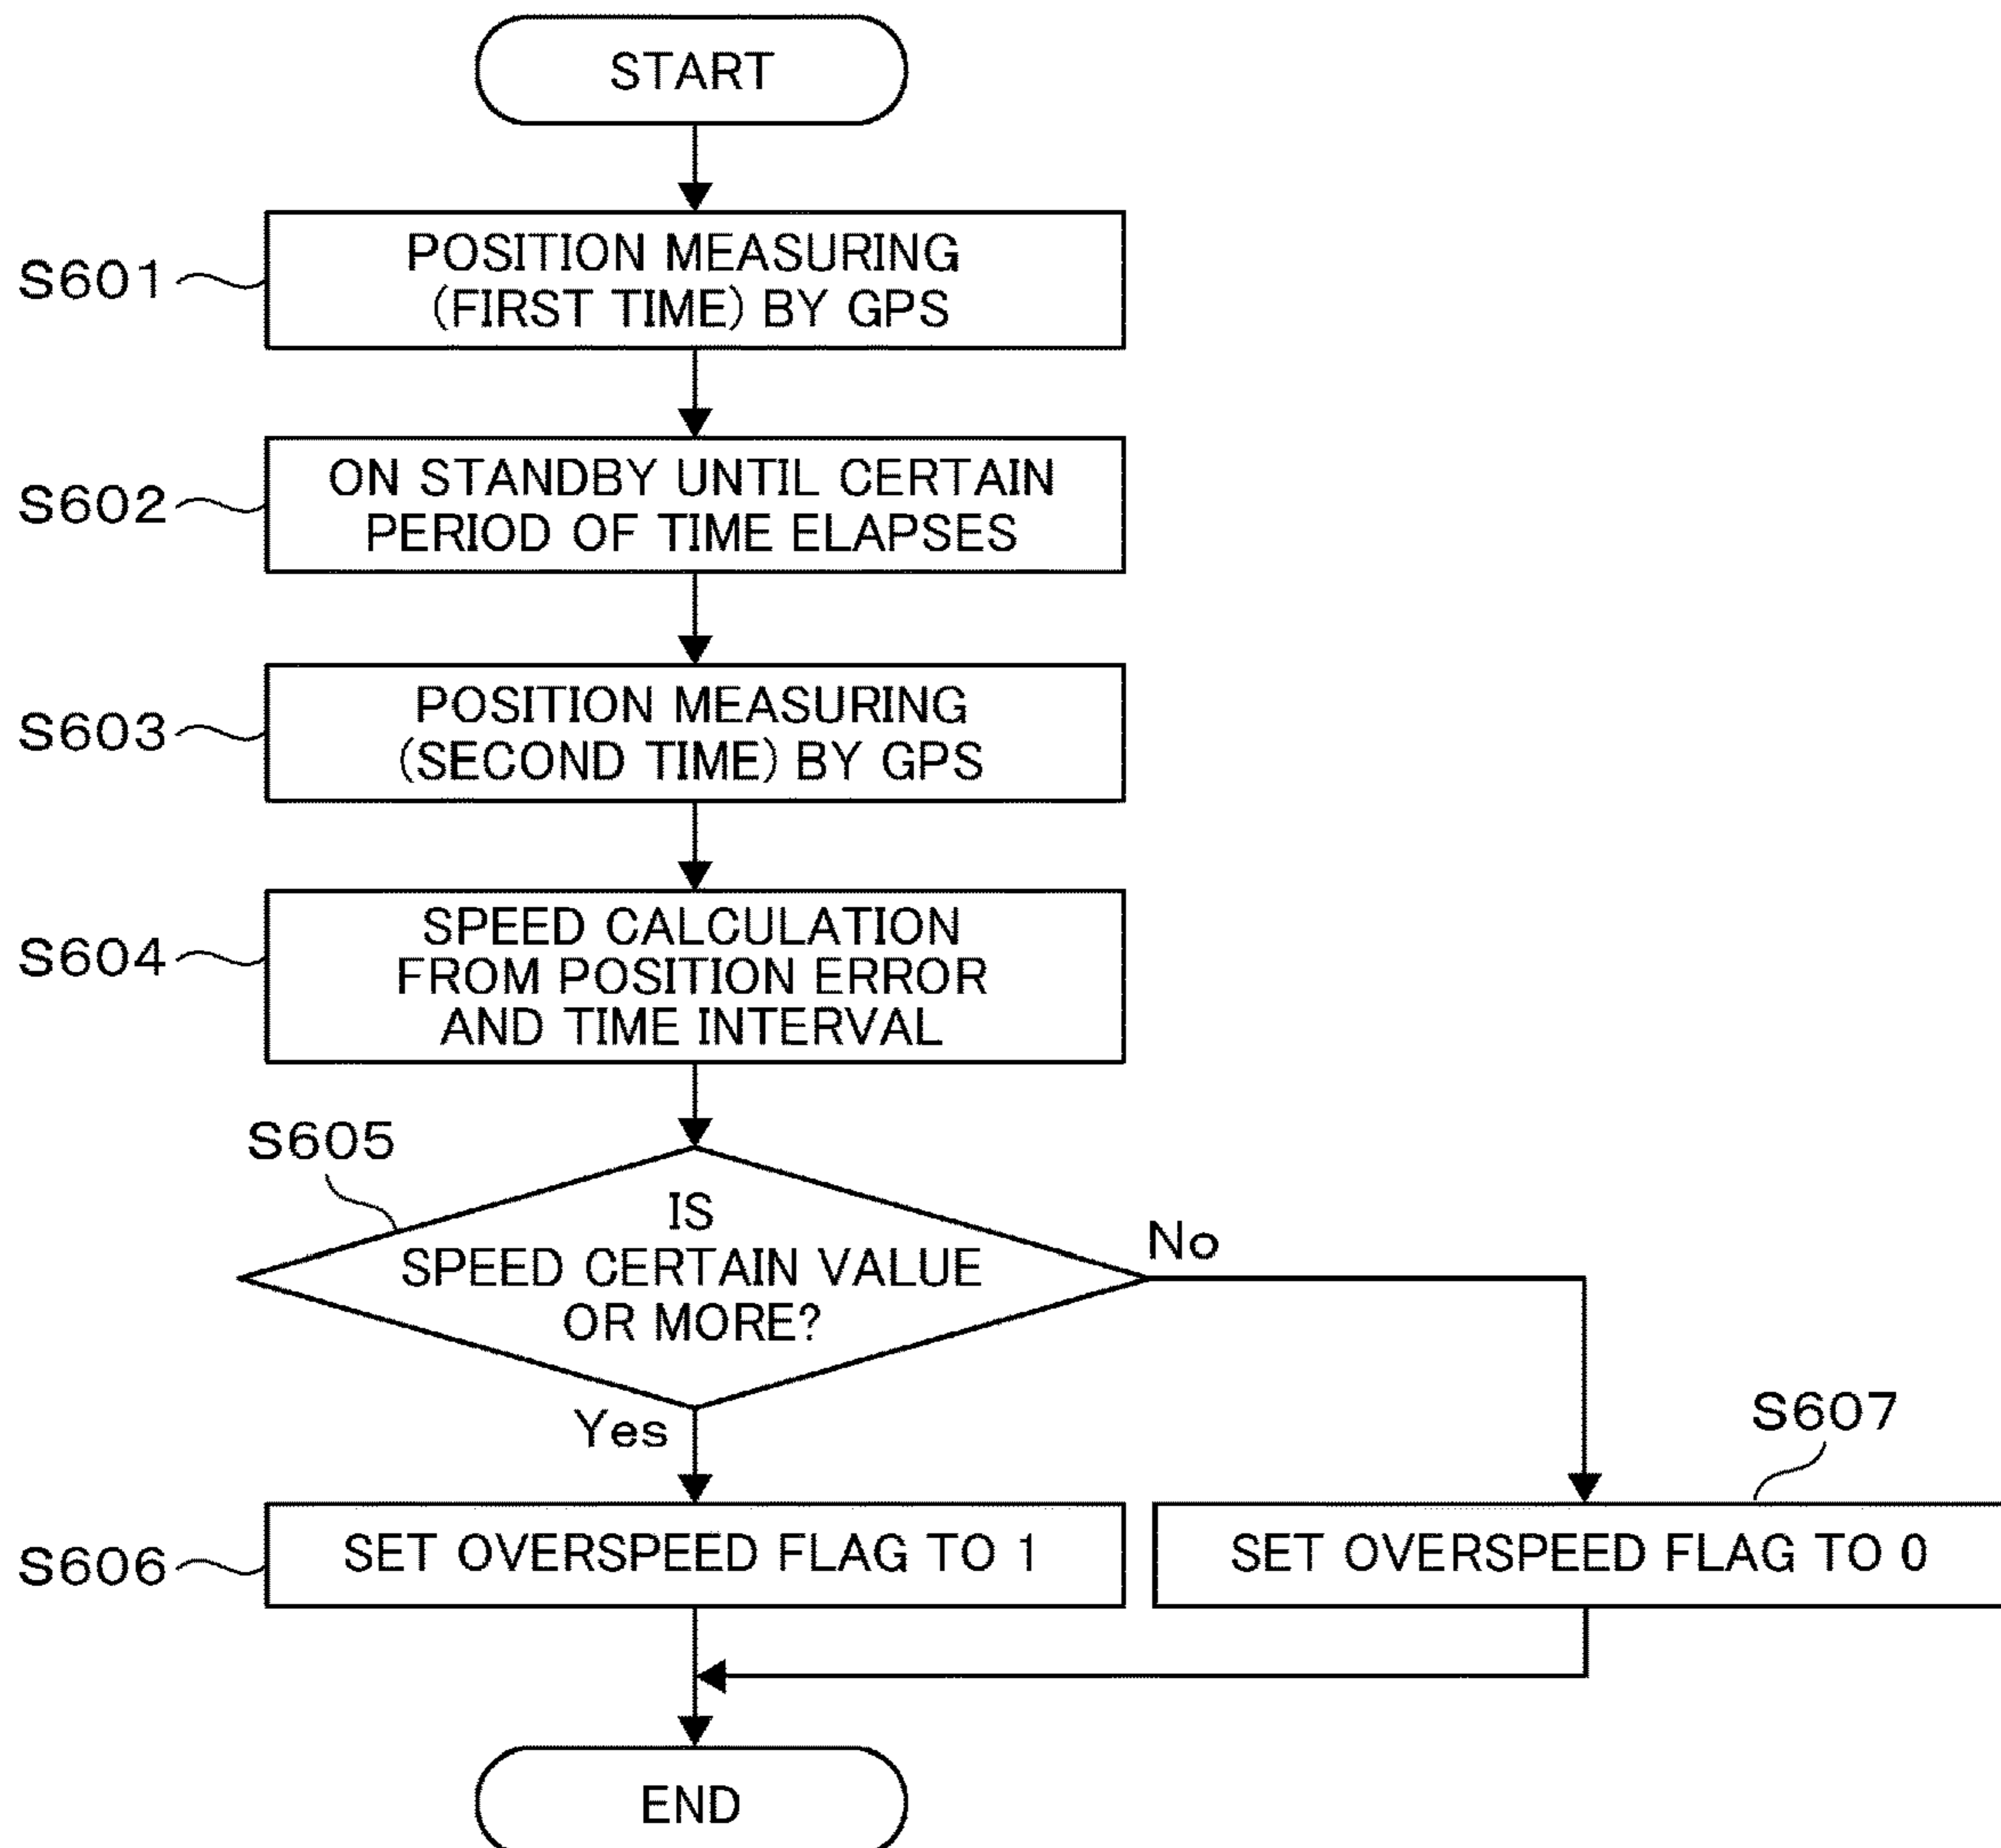 START
S601
POSITION MEASURING
(FIRST TIME) BY GPS
S602
ON STANDBY UNTIL CERTAIN
PERIOD OF TIME ELAPSES
S603
POSITION MEASURING
(SECOND TIME) BY GPS
S604
SPEED CALCULATION
FROM POSITION ERROR
AND TIME INTERVAL
S605
IS
SPEED CERTAIN VALUE
OR MORE?
No
Yes
S606
SET OVERSPEED FLAG TO 1
S607
SET OVERSPEED FLAG TO 0
END